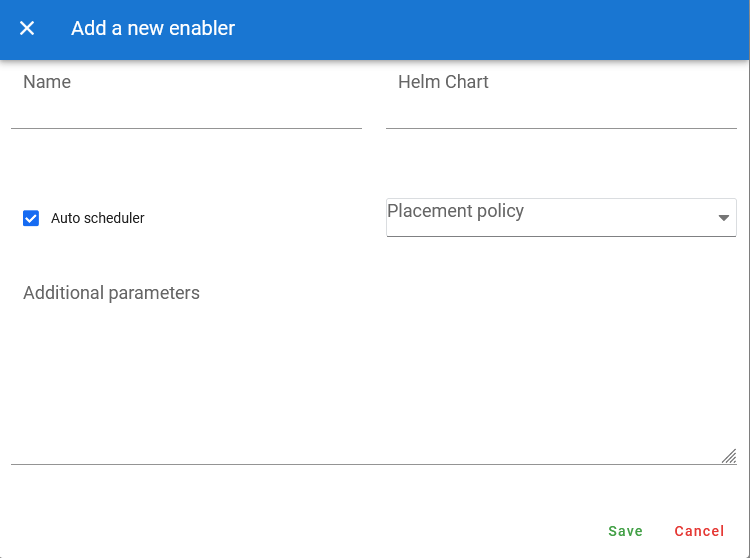 Add a new enabler
Name
Helm Chart
Auto scheduler
Placement policy
Additional parameters
Save
Cancel